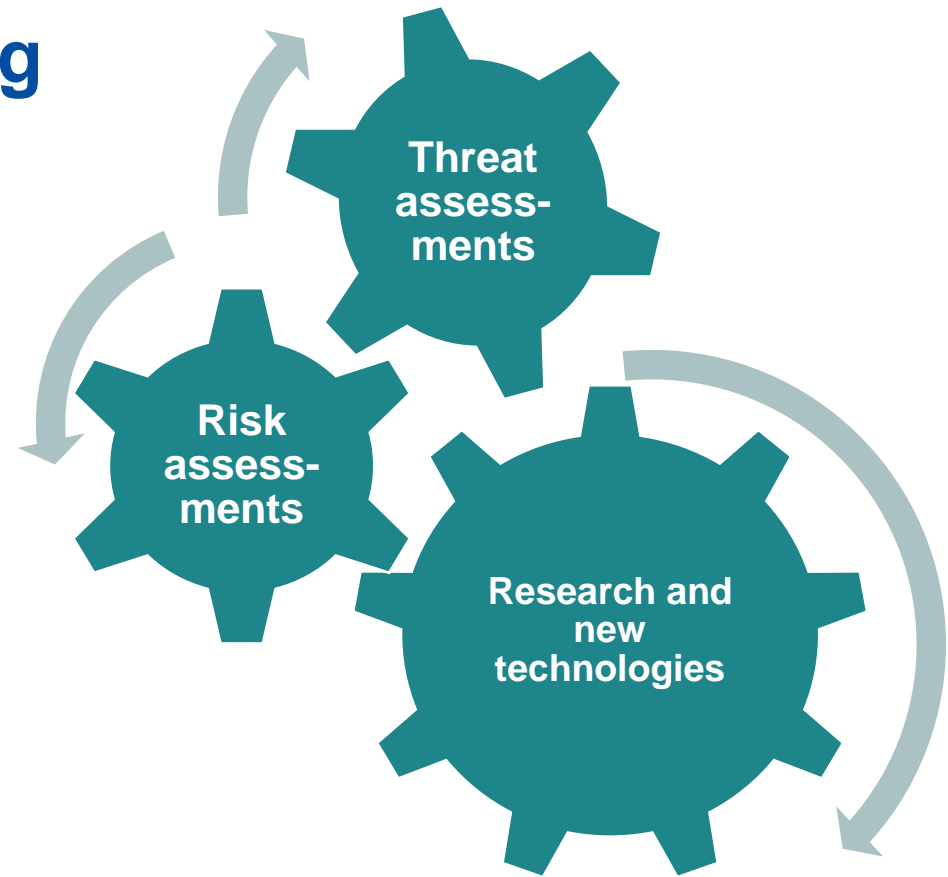 g
Threat
assess-
ments
Risk
assess-
ments
Research and
new
technologies